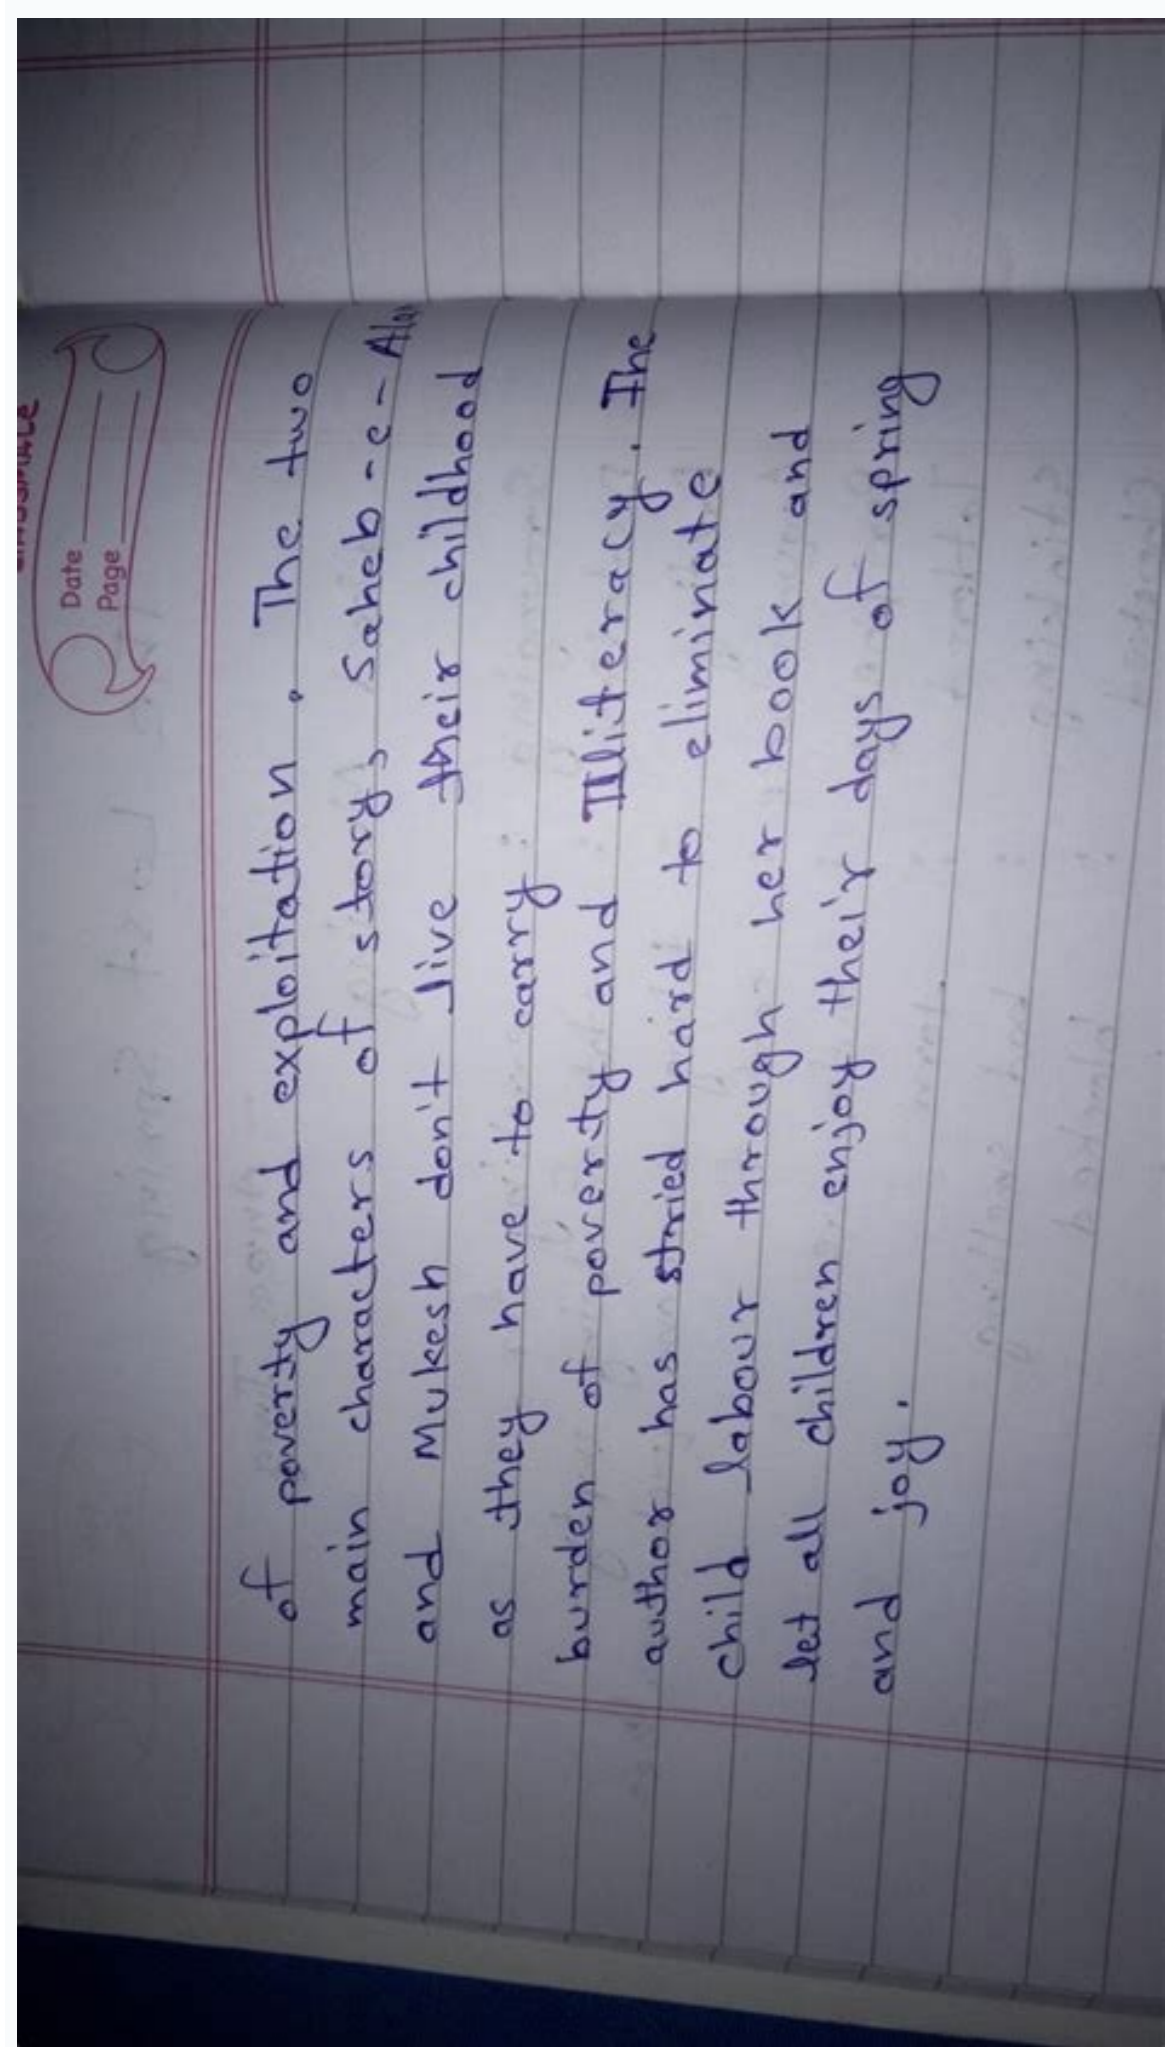 Date
Page
of poverty and exploitation. The two
main characters of story, Saheb-e-Ala
and Mukesh don't live their childhood
as they have to carry
burden of poverty and Illiteracy. The
author has stried hard to eliminate
child labour through her book and
let all children enjoy their days of spring
and joy.